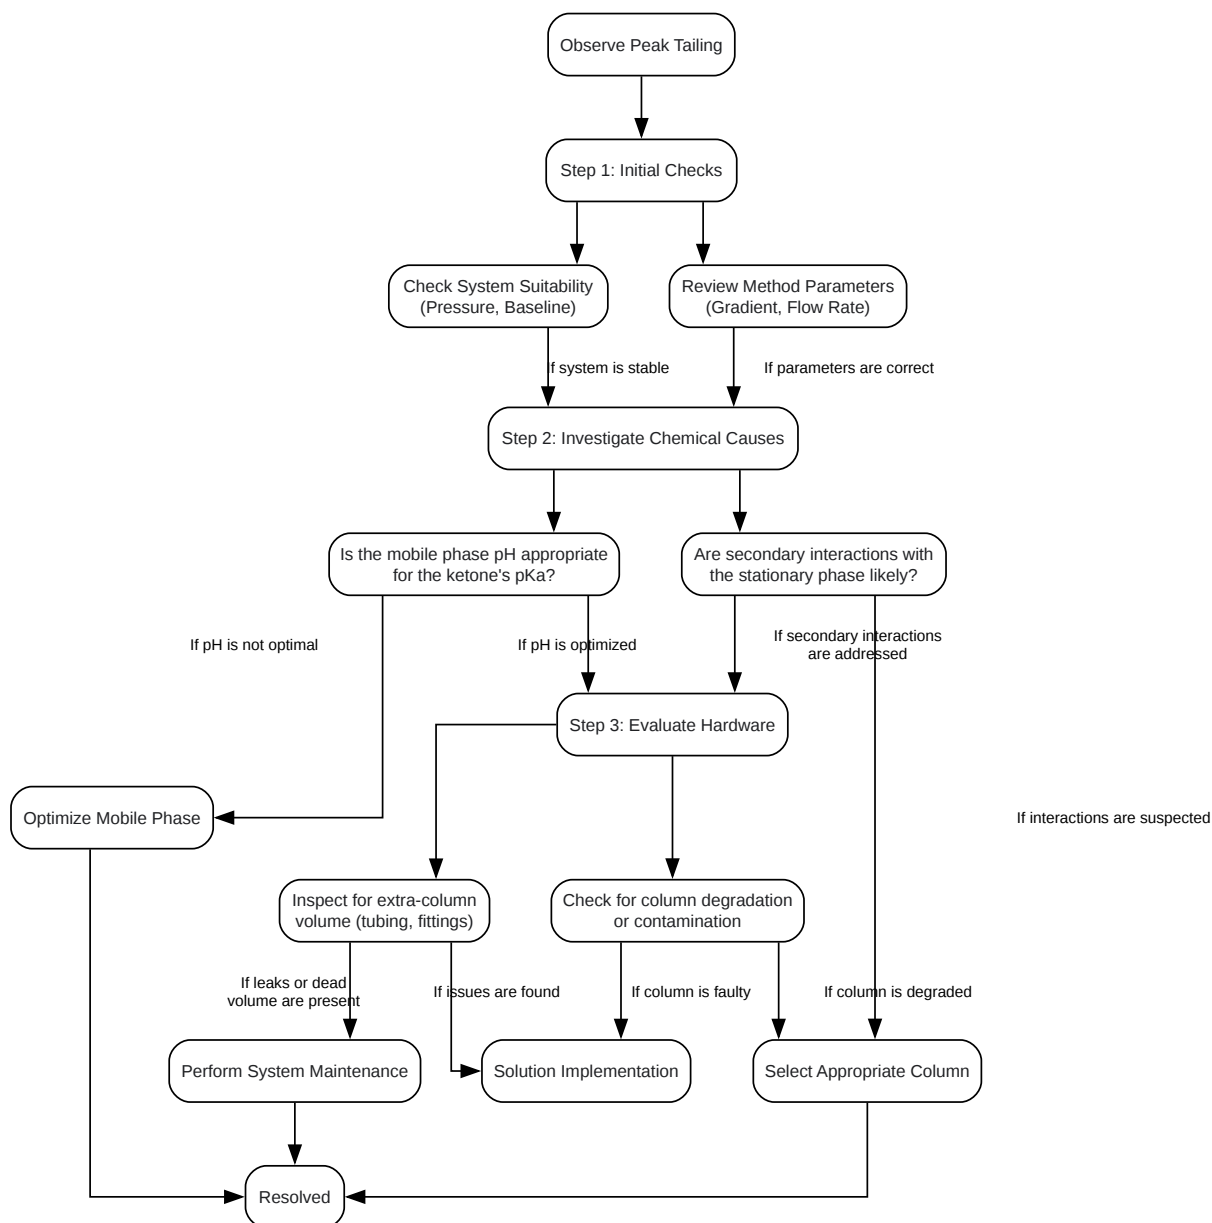 Observe Peak Tailing
Step 1: Initial Checks
Check System Suitability
(Pressure, Baseline)
Review Method Parameters
(Gradient, Flow Rate)
If system is stable
If parameters are correct
Step 2: Investigate Chemical Causes
Is the mobile phase pH appropriate
for the ketone's pKa?
Are secondary interactions with
the stationary phase likely?
If pH is not optimal
If pH is optimized
If secondary interactions
are addressed
Step 3: Evaluate Hardware
Optimize Mobile Phase
If interactions are suspected
Inspect for extra-column
volume (tubing, fittings)
Check for column degradation
or contamination
If leaks or dead
volume are present
If issues are found
If column is faulty
If column is degraded
Perform System Maintenance
Solution Implementation
Select Appropriate Column
Resolved